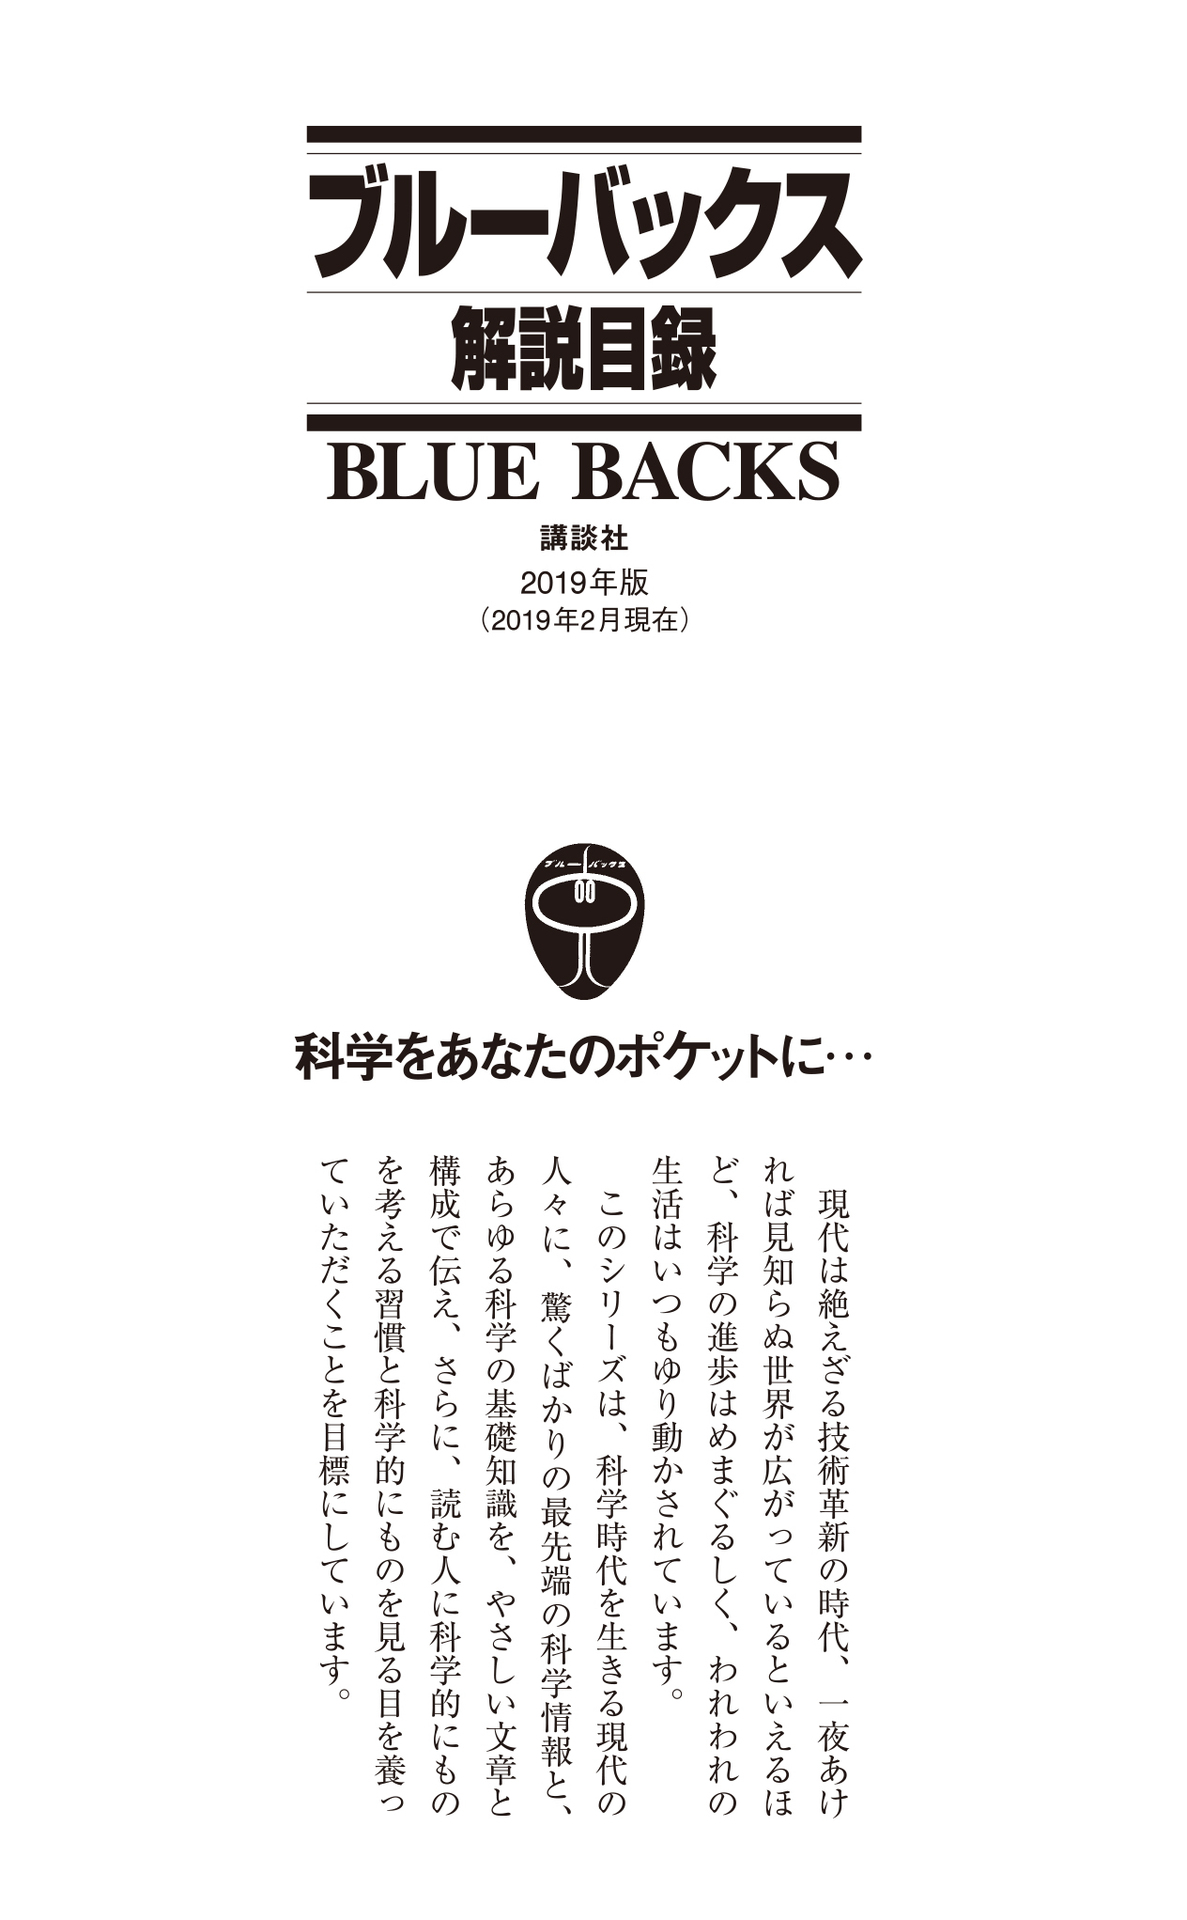 ブルーバックス
解説目録
BLUE BACKS
講談社
2019年版
（2019年2月現在）
ブルーバックス
科学をあなたのポケットに…
現代は絶えざる技術革新の時代、一夜あけ
れば見知らぬ世界が広がっているといえるほ
ど、科学の進歩はめまぐるしく、われわれの
生活はいつもゆり動かされています。
このシリーズは、科学時代を生きる現代の
人々に、驚くばかりの最先端の科学情報と、
あらゆる科学の基礎知識を、やさしい文章と
構成で伝え、さらに、読む人に科学的にもの
を考える習慣と科学的にものを見る目を養っ
ていただくことを目標にしています。